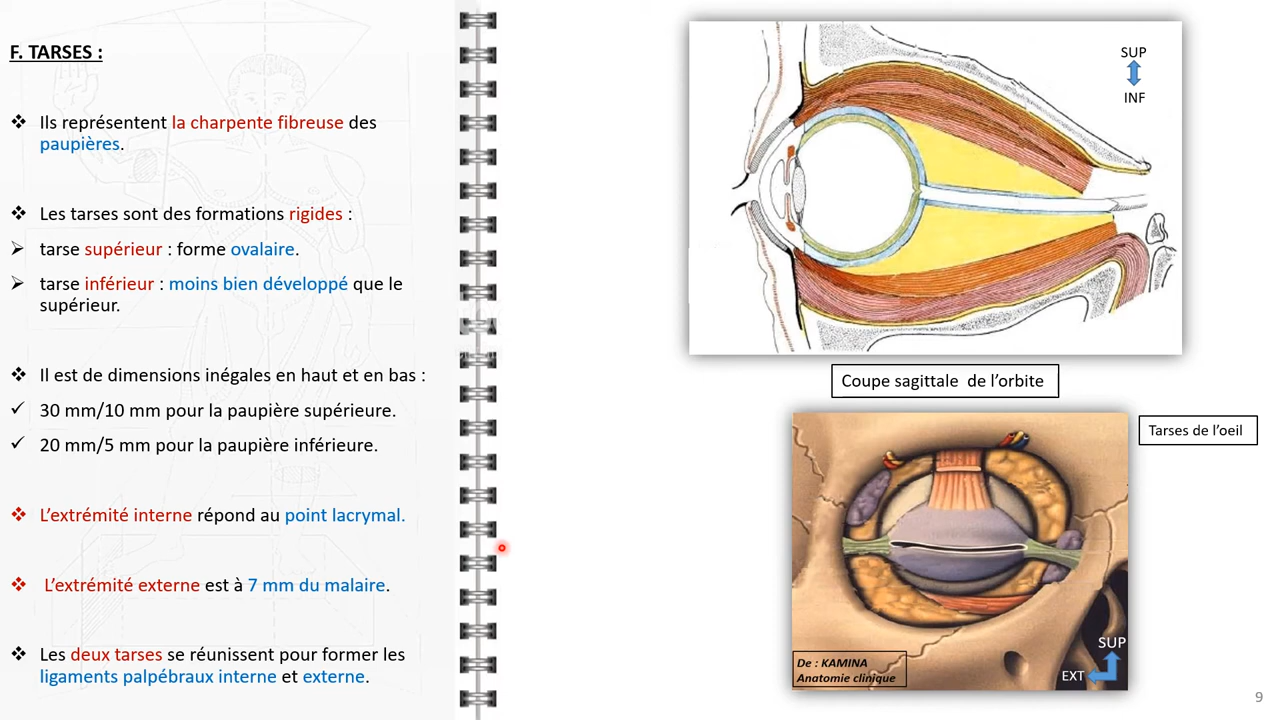 F. TARSES :
❖ Ils représentent la charpente fibreuse des
paupières.
❖ Les tarses sont des formations rigides :
➢ tarse supérieur : forme ovalaire.
➢ tarse inférieur : moins bien développé que le
supérieur.
❖ Il est de dimensions inégales en haut et en bas :
✓ 30 mm/10 mm pour la paupière supérieure.
✓ 20 mm/5 mm pour la paupière inférieure.
❖ L’extrémité interne répond au point lacrymal.
❖ L’extrémité externe est à 7 mm du malaire.
❖ Les deux tarses se réunissent pour former les
ligaments palpébraux interne et externe.
SUP
INF
Coupe sagittale de l’orbite
Tarses de l’oeil
SUP
EXT
De : KAMINA
Anatomie clinique
9